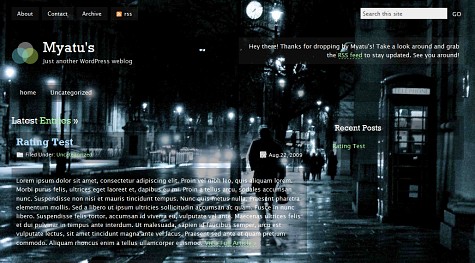 About Contact Archive rss Search this site GO
Myatu's
Just another WordPress weblog
Hey there! Thanks for dropping by Myatu's! Take a look around and grab
the RSS feed to stay updated. See you around!
home Uncategorized
Latest Entries »
Recent Posts
Rating Test
Rating Test
Filed Under: Uncategorized Aug.22, 2009
Lorem ipsum dolor sit amet, consectetur adipiscing elit. Proin vel nibh leo, quis aliquam lorem.
Morbi purus felis, ultrices eget laoreet et, dapibus eu mi. Proin a tellus arcu, sodales accumsan
nunc. Suspendisse non nisi et mauris tincidunt tempus. Nunc quis metus nulla. Praesent pharetra
elementum mollis. Sed a libero ut ipsum ultricies sollicitudin accumsan ac quam. Fusce in nunc
libero. Suspendisse felis tortor, accumsan id viverra eu, vulputate vel ante. Maecenas ultrices felis
et dui pulvinar in tempus ante interdum. Ut malesuada, sapien id faucibus semper, arcu est
vulputate lectus, sit amet tincidunt magna ante vel lacus. Praesent sed ante et quam pretium
commodo. Aliquam rhoncus enim a tellus ullamcorper euismod. View Full Article »